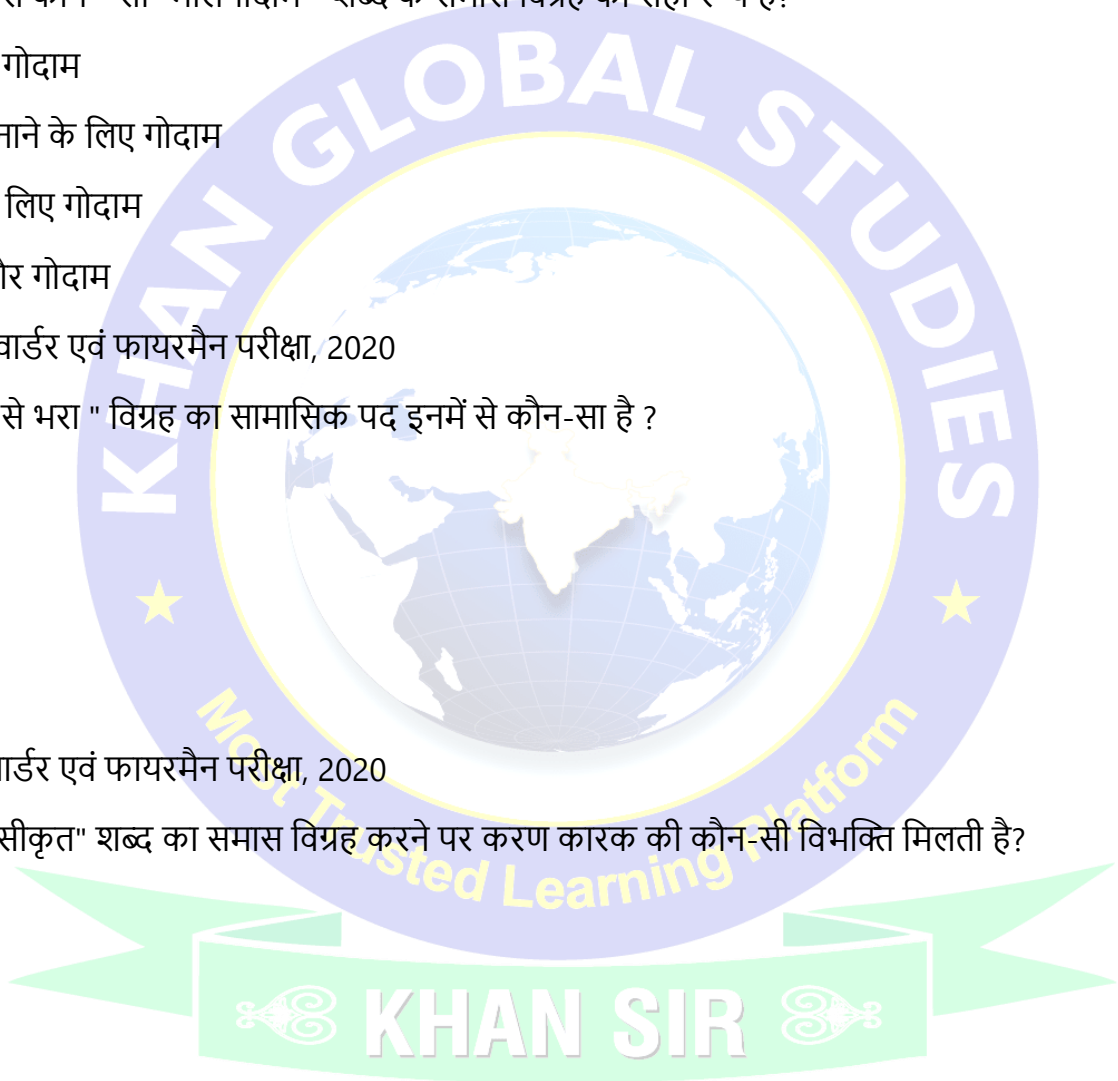 गोदाम
नाने के लिए गोदाम
लिए गोदाम
र गोदाम
वार्डर एवं फायरमैन परीक्षा, 2020
से भरा " विग्रह का सामासिक पद इनमें से कौन-सा है ?
वार्डर एवं फायरमैन परीक्षा, 2020
सीकृत" शब्द का समास विग्रह करने पर करण कारक की कौन-सी विभक्ति मिलती है?
KHAN GLOBAL STUDIES
Most Trusted Learning Platform
KHAN SIR